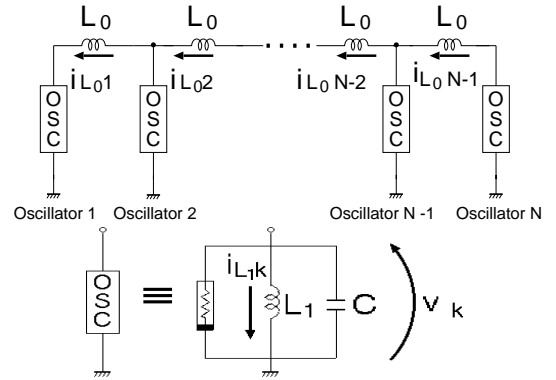 L0 L0 L0 L0
iL01 iL02 iL0 N-2 iL0 N-1
OSC OSC OSC OSC
Oscillator 1 Oscillator 2 Oscillator N-1 Oscillator N
OSC ≡ iL1k L1 C v k